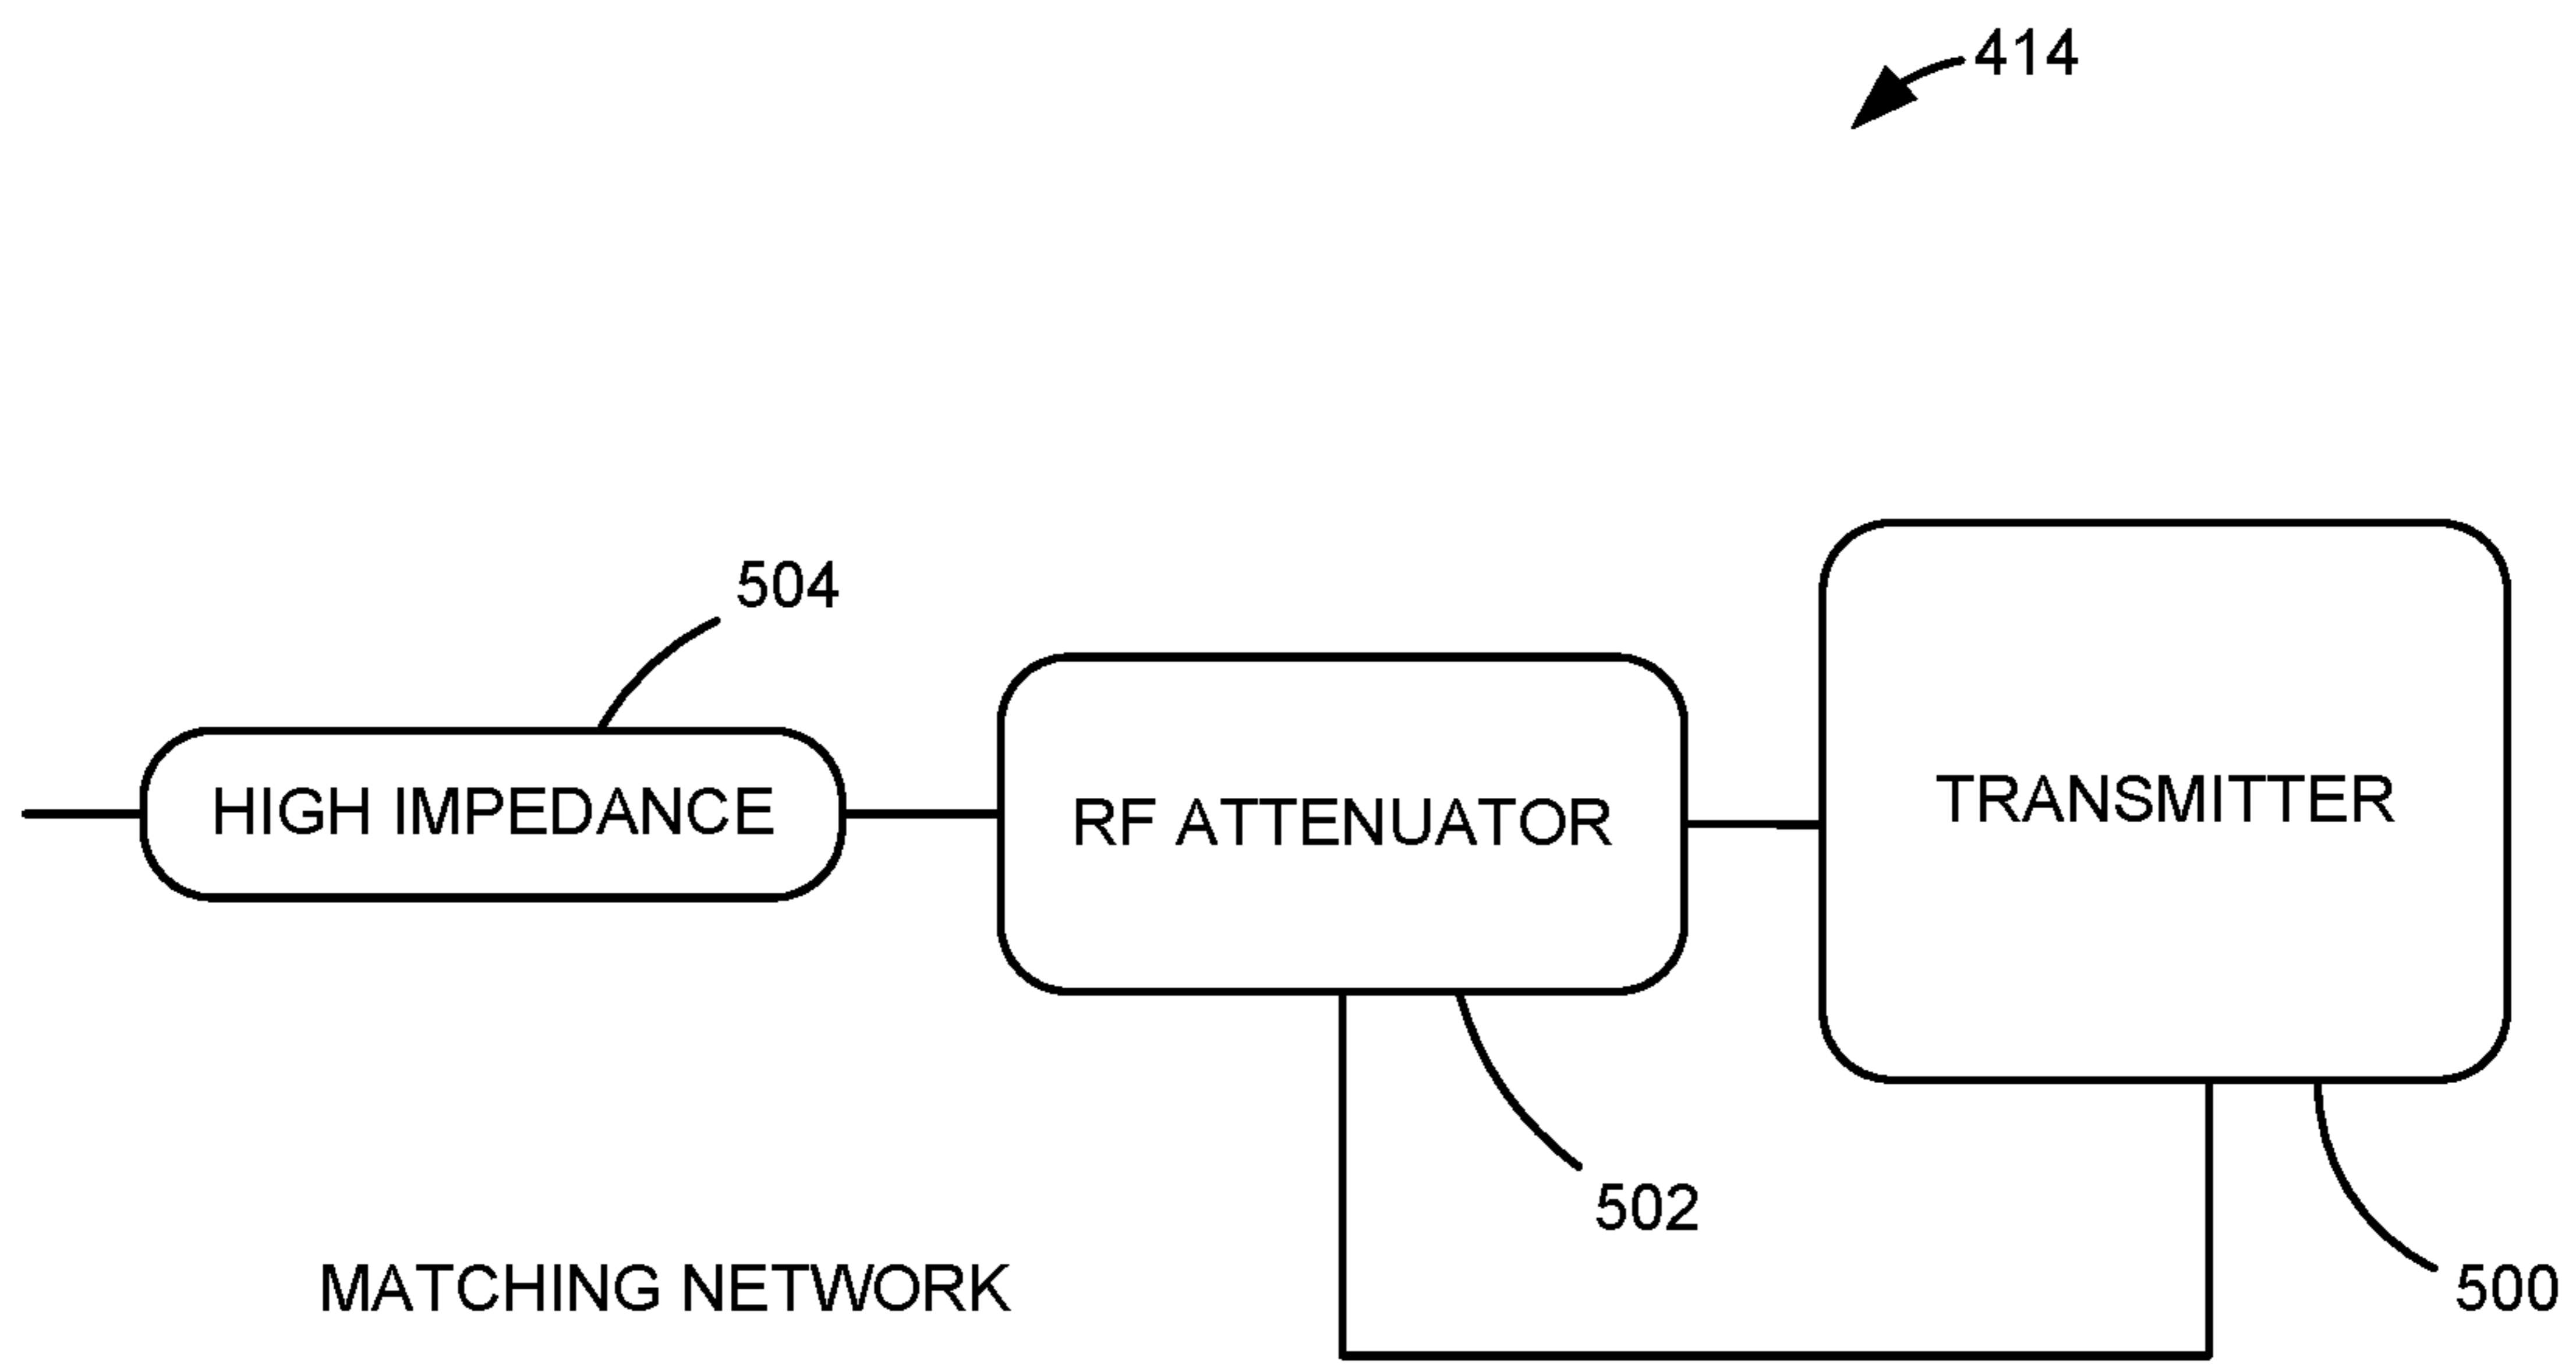 414
504
HIGH IMPEDANCE
RF ATTENUATOR
TRANSMITTER
502
500
MATCHING NETWORK